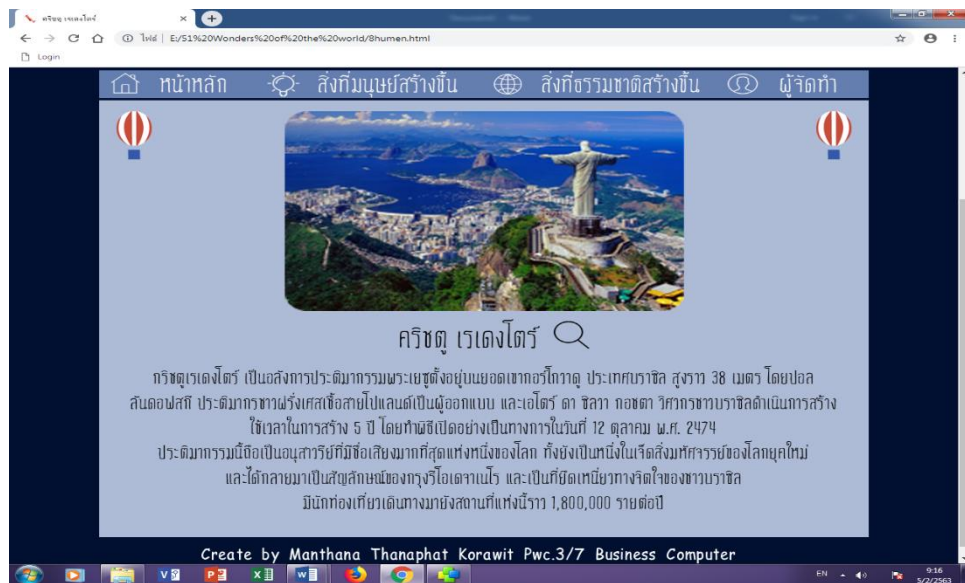 คริชตู เรเดงโตร์
ไฟล์ | E:/51%20Wonders%20of%20the%20world/8humen.html
Login
หน้าหลัก สิ่งที่มนุษย์สร้างขึ้น สิ่งที่ธรรมชาติสร้างขึ้น ผู้จัดทำ
คริชตู เรเดงโตร์
กริชตูเรเดงโตร์ เป็นอลังการประติมากรรมพระเยซูตั้งอยู่บนยอดเขากอร์โกวาดู ประเทศบราซิล สูงราว 38 เมตร โดยปอล
ลันดอฟสกี ประติมากรชาวฝรั่งเศสเชื้อสายโปแลนด์เป็นผู้ออกแบบ และเอโตร์ ดา ซิลวา กอชตา วิศวกรชาวบราซิลดำเนินการสร้าง
ใช้เวลาในการสร้าง 5 ปี โดยทำพิธีเปิดอย่างเป็นทางการในวันที่ 12 ตุลาคม พ.ศ. 2474
ประติมากรรมนี้ถือเป็นอนุสาวรีย์ที่มีชื่อเสียงมากที่สุดแห่งหนึ่งของโลก ทั้งยังเป็นหนึ่งในเจ็ดสิ่งมหัศจรรย์ของโลกยุคใหม่
และได้กลายมาเป็นสัญลักษณ์ของกรุงรีโอเดจาเนโร และเป็นที่ยึดเหนี่ยวทางจิตใจของชาวบราซิล
มีนักท่องเที่ยวเดินทางมายังสถานที่แห่งนี้ราว 1,800,000 รายต่อปี
Create by Manthana Thanaphat Korawit Pwc.3/7 Business Computer
EN 9:16
5/2/2563